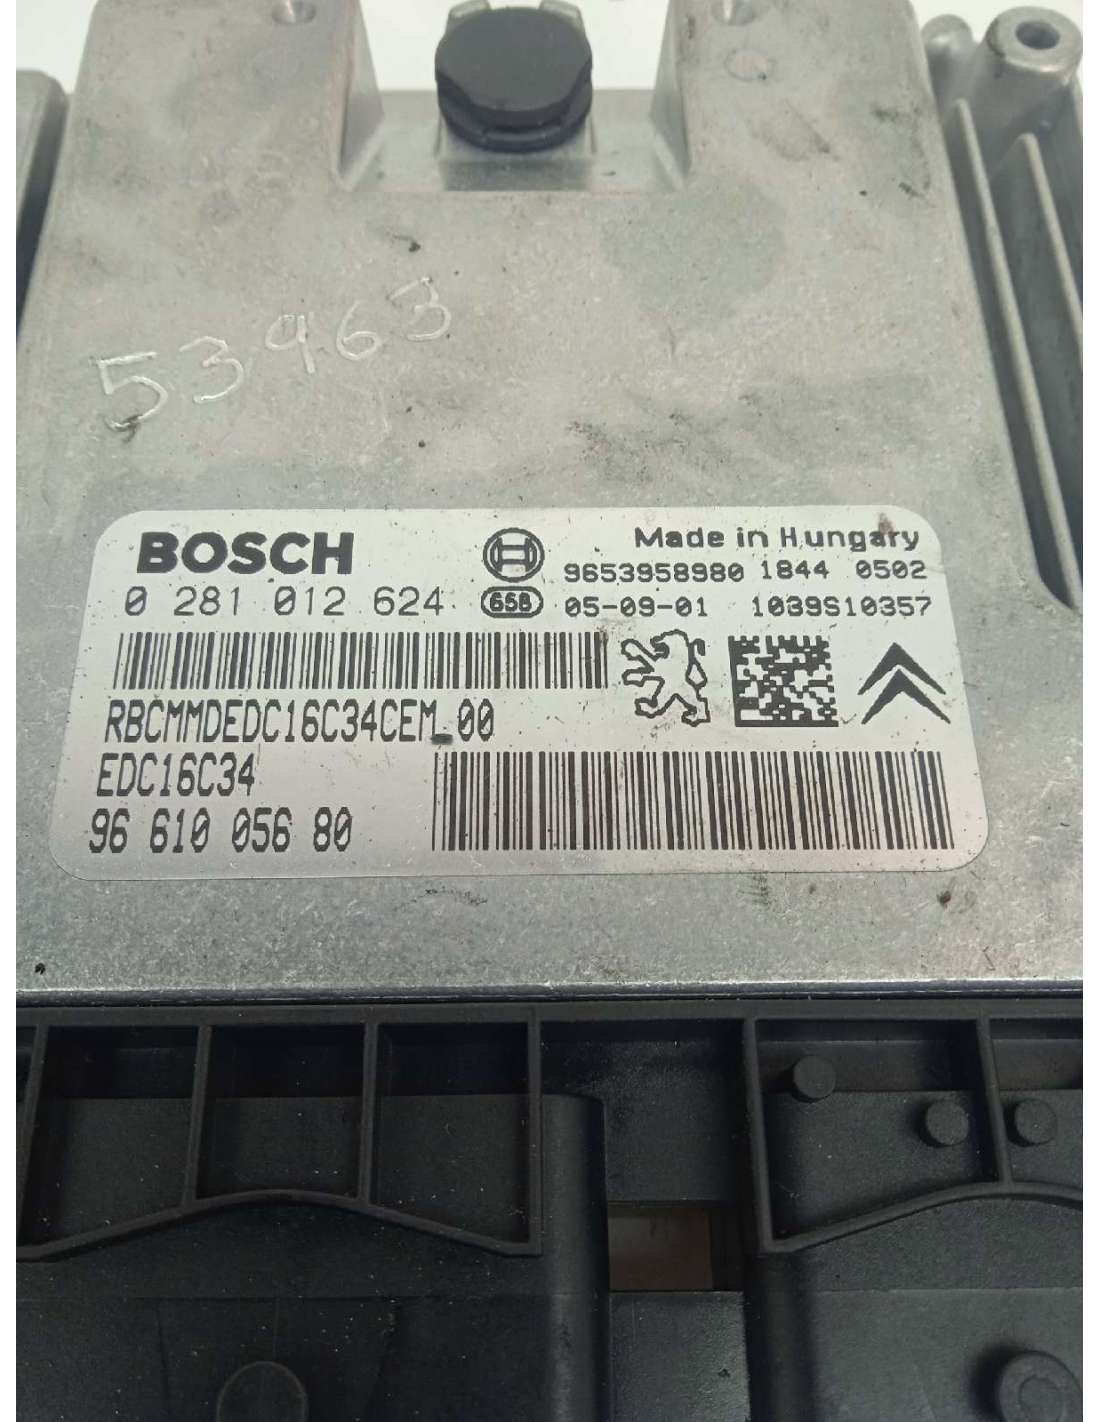 53963
BOSCH
Made in Hungary
9653958980 1844 0502
0 281 012 624
658
05-09-01 1039S10357
RBCMMDEDC16C34CEM_00
EDC16C34
96 610 056 80